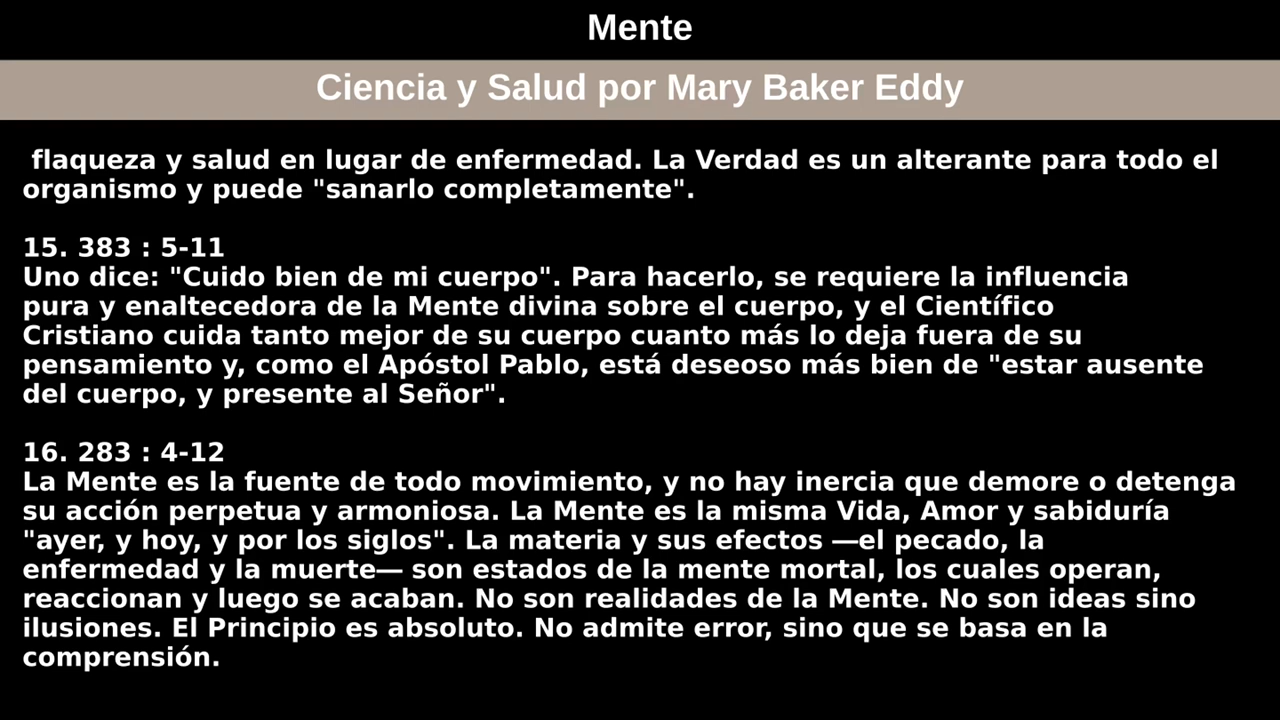 Mente
Ciencia y Salud por Mary Baker Eddy
flaqueza y salud en lugar de enfermedad. La Verdad es un alterante para todo el
organismo y puede "sanarlo completamente".
15. 383 : 5-11
Uno dice: "Cuido bien de mi cuerpo". Para hacerlo, se requiere la influencia
pura y enaltecedora de la Mente divina sobre el cuerpo, y el Científico
Cristiano cuida tanto mejor de su cuerpo cuanto más lo deja fuera de su
pensamiento y, como el Apóstol Pablo, está deseoso más bien de "estar ausente
del cuerpo, y presente al Señor".
16. 283 : 4-12
La Mente es la fuente de todo movimiento, y no hay inercia que demore o detenga
su acción perpetua y armoniosa. La Mente es la misma Vida, Amor y sabiduría
"ayer, y hoy, y por los siglos". La materia y sus efectos —el pecado, la
enfermedad y la muerte— son estados de la mente mortal, los cuales operan,
reaccionan y luego se acaban. No son realidades de la Mente. No son ideas sino
ilusiones. El Principio es absoluto. No admite error, sino que se basa en la
comprensión.